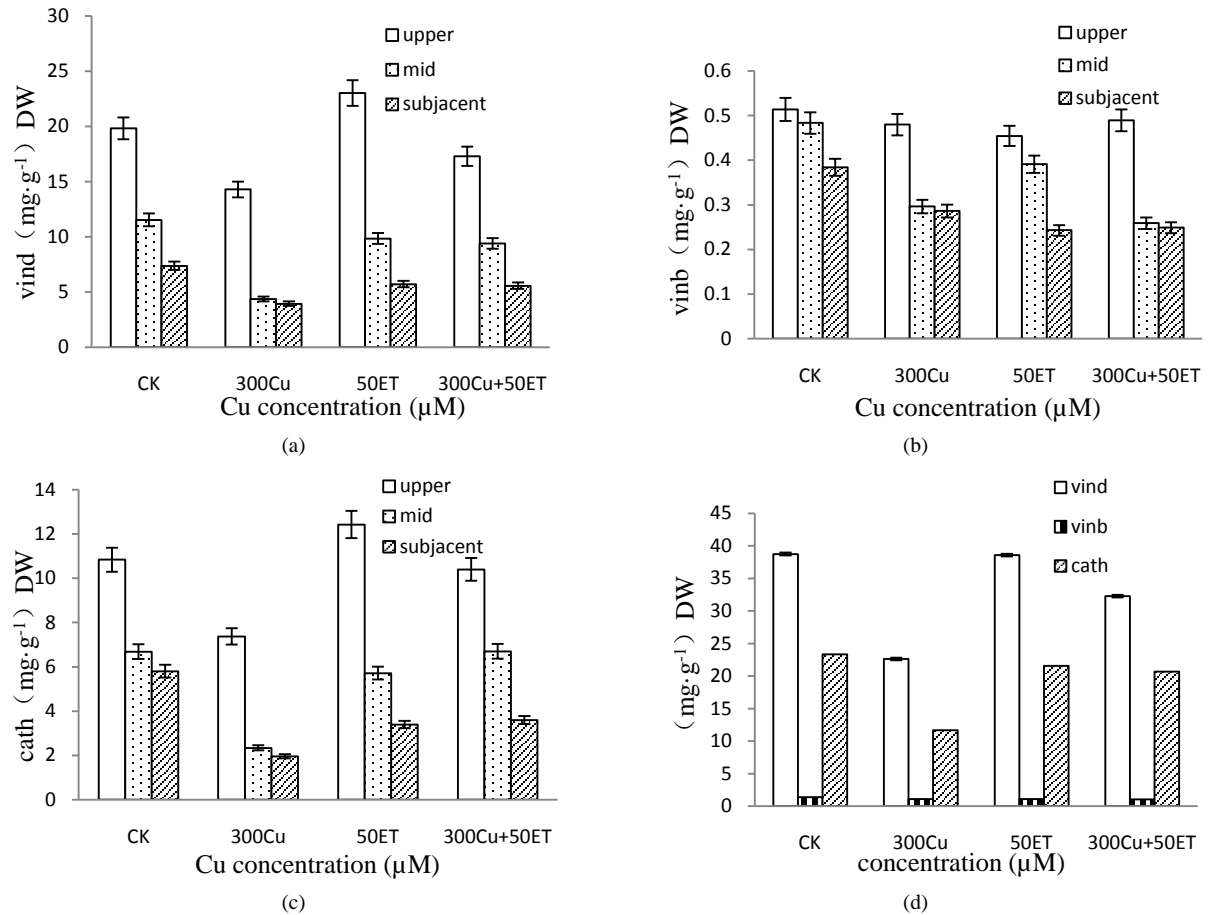 30
25
20
15
10
5
0
vind（mg·g⁻¹）DW
upper
mid
subjacent
CK
300Cu
50ET
300Cu+50ET
Cu concentration (µM)
(a)
0.6
0.5
0.4
0.3
0.2
0.1
0
vinb（mg·g⁻¹）DW
upper
mid
subjacent
CK
300Cu
50ET
300Cu+50ET
Cu concentration (µM)
(b)
14
12
10
8
6
4
2
0
cath（mg·g⁻¹）DW
upper
mid
subjacent
CK
300Cu
50ET
300Cu+50ET
Cu concentration (µM)
(c)
45
40
35
30
25
20
15
10
5
0
（mg·g⁻¹）DW
vind
vinb
cath
CK
300Cu
50ET
300Cu+50ET
concentration (µM)
(d)